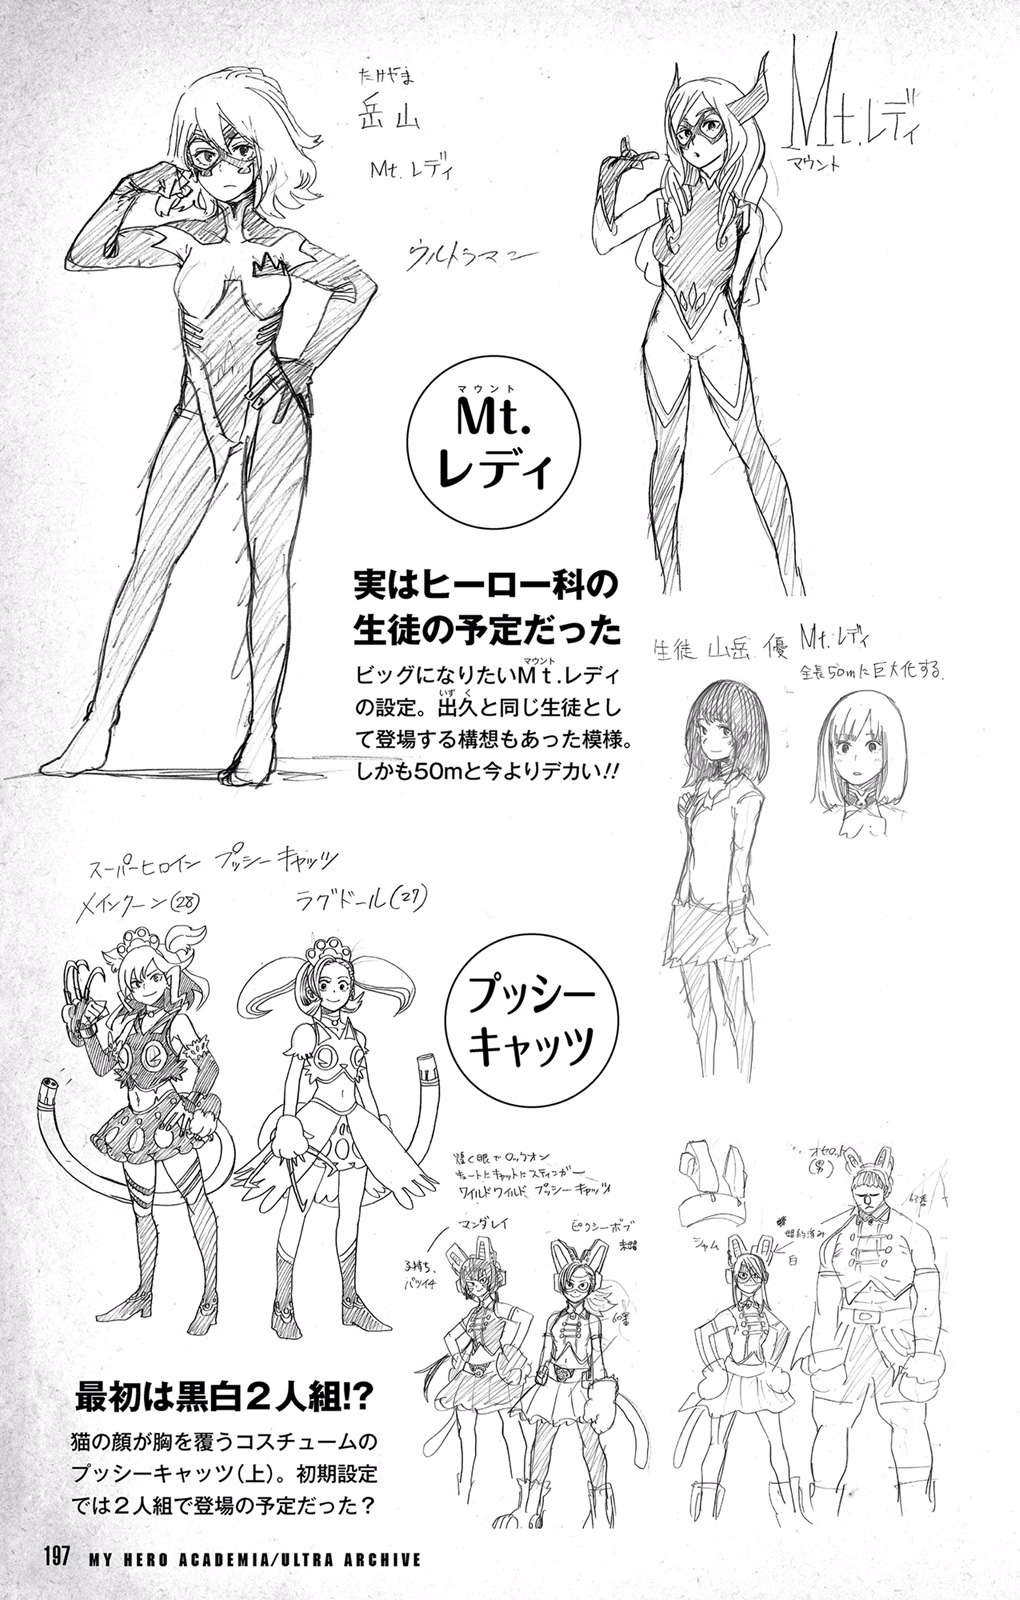 たけやま
岳山
Mt.レディ
ウルトラマン
Mt.レディ
マウント
マウント
Mt.
レディ
実はヒーロー科の
生徒の予定だった
マウント
ビッグになりたいMt.レディ
いずく
の設定。出久と同じ生徒とし
て登場する構想もあった模様。
しかも50mと今よりデカい!!
生徒 山岳 優 Mt.レディ
全長50mに巨大化する。
スーパーヒロイン プッシーキャッツ
メインクーン(28)
ラグドール(27)
プッシー
キャッツ
眼でロックオン
キュートにキャットにスティンガー
ワイルドワイルド プッシーキャッツ
マンダレイ
子持ち、
バツイチ
ピクシーボブ
シャム
白
(男)
最初は黒白2人組!?
猫の顔が胸を覆うコスチュームの
プッシーキャッツ(上)。初期設定
では2人組で登場の予定だった?
197 MY HERO ACADEMIA/ULTRA ARCHIVE